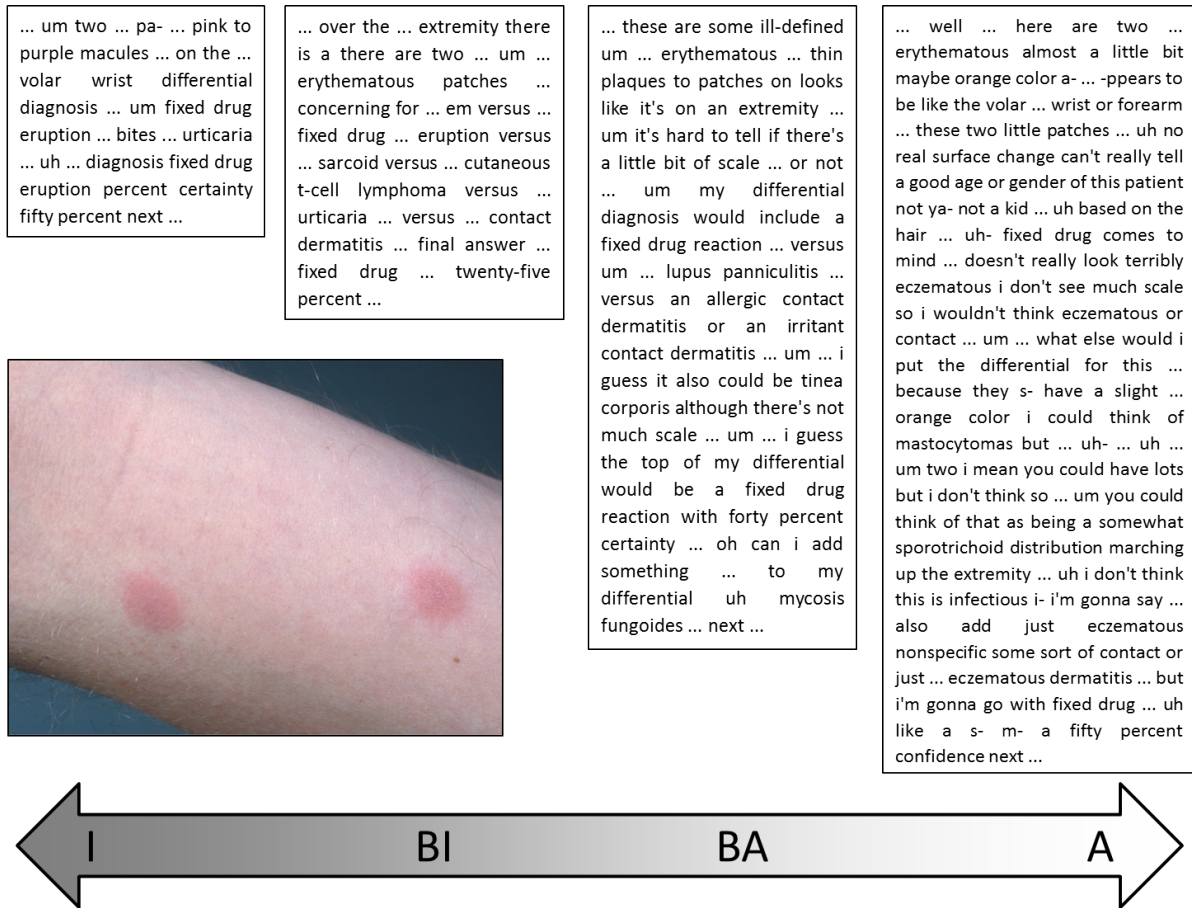 ... um two ... pa- ... pink to
purple macules ... on the ...
volar wrist differential
diagnosis ... um fixed drug
eruption ... bites ... urticaria
... uh ... diagnosis fixed drug
eruption percent certainty
fifty percent next ...
... over the ... extremity there
is a there are two ... um ...
erythematous patches ...
concerning for ... em versus ...
fixed drug ... eruption versus
... sarcoid versus ... cutaneous
t-cell lymphoma versus ...
urticaria ... versus ... contact
dermatitis ... final answer ...
fixed drug ... twenty-five
percent ...
... these are some ill-defined
um ... erythematous ... thin
plaques to patches on looks
like it's on an extremity ...
um it's hard to tell if there's
a little bit of scale ... or not
... um my differential
diagnosis would include a
fixed drug reaction ... versus
um ... lupus panniculitis ...
versus an allergic contact
dermatitis or an irritant
contact dermatitis ... um ... i
guess it also could be tinea
corporis although there's not
much scale ... um ... i guess
the top of my differential
would be a fixed drug
reaction with forty percent
certainty ... oh can i add
something ... to my
differential uh mycosis
fungoides ... next ...
... well ... here are two ...
erythematous almost a little bit
maybe orange color a- ... -ppears to
be like the volar ... wrist or forearm
... these two little patches ... uh no
real surface change can't really tell
a good age or gender of this patient
not ya- not a kid ... uh based on the
hair ... uh- fixed drug comes to
mind ... doesn't really look terribly
eczematous i don't see much scale
so i wouldn't think eczematous or
contact ... um ... what else would i
put the differential for this ...
because they s- have a slight ...
orange color i could think of
mastocytomas but ... uh- ... uh ...
um two i mean you could have lots
but i don't think so ... um you could
think of that as being a somewhat
sporotrichoid distribution marching
up the extremity ... uh i don't think
this is infectious i- i'm gonna say ...
also add just eczematous
nonspecific some sort of contact or
just ... eczematous dermatitis ... but
i'm gonna go with fixed drug ... uh
like a s- m- a fifty percent
confidence next ...
I BI BA A